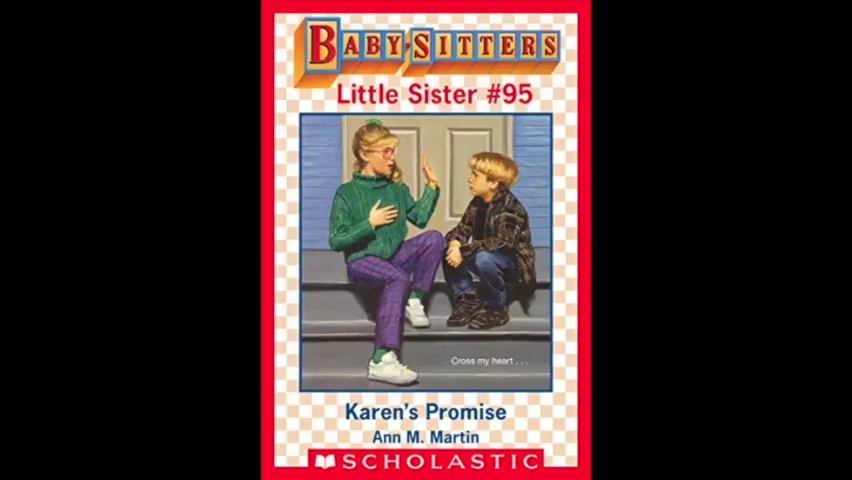 BABY-SITTERS
Little Sister #95
Cross my heart . . .
Karen's Promise
Ann M. Martin
SCHOLASTIC